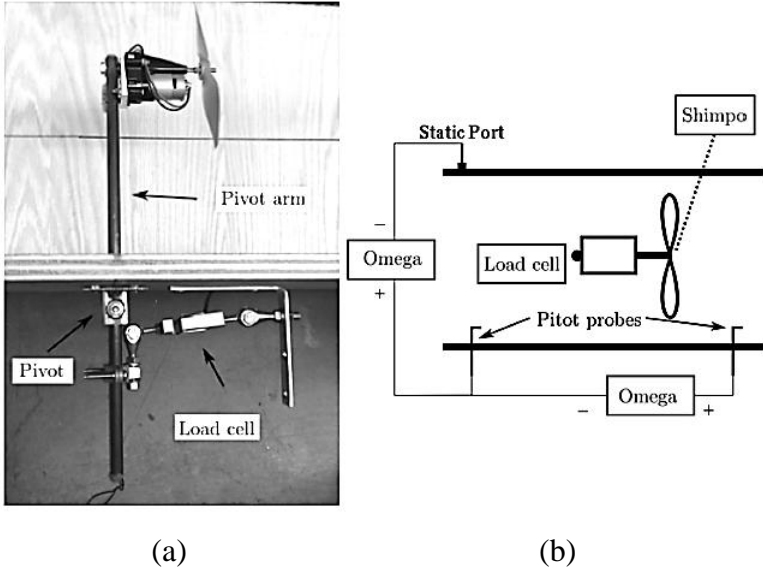 Pivot arm
Pivot
Load cell
(a)
Shimpo
Static Port
−
Omega
+
Load cell
Pitot probes
− Omega +
(b)